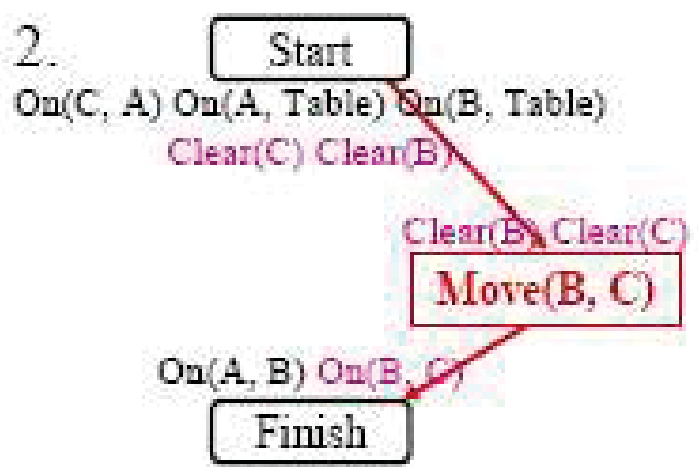 2.
Start
On(C, A) On(A, Table) On(B, Table)
Clear(C) Clear(B)
Clear(B) Clear(C)
Move(B, C)
On(A, B) On(B, C)
Finish